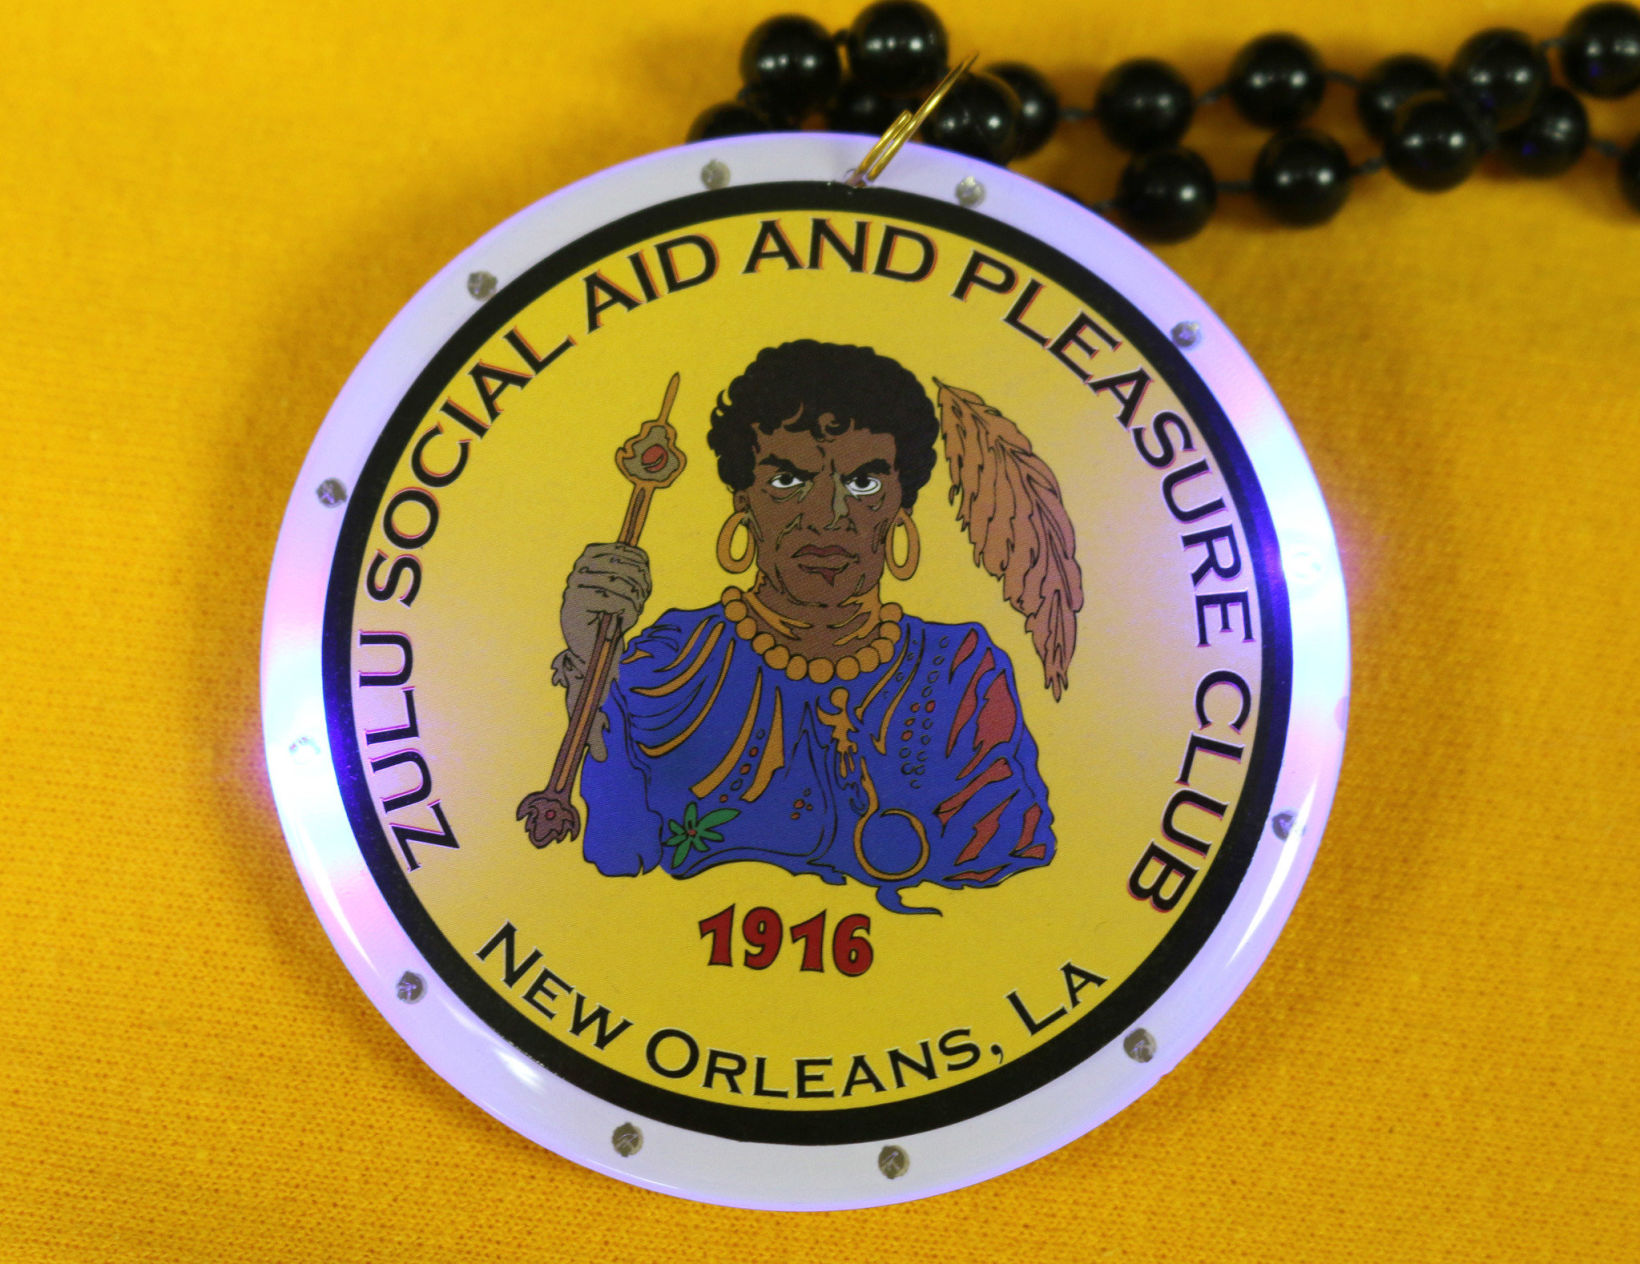 ZULU SOCIAL AID AND PLEASURE CLUB
1916
NEW ORLEANS, LA